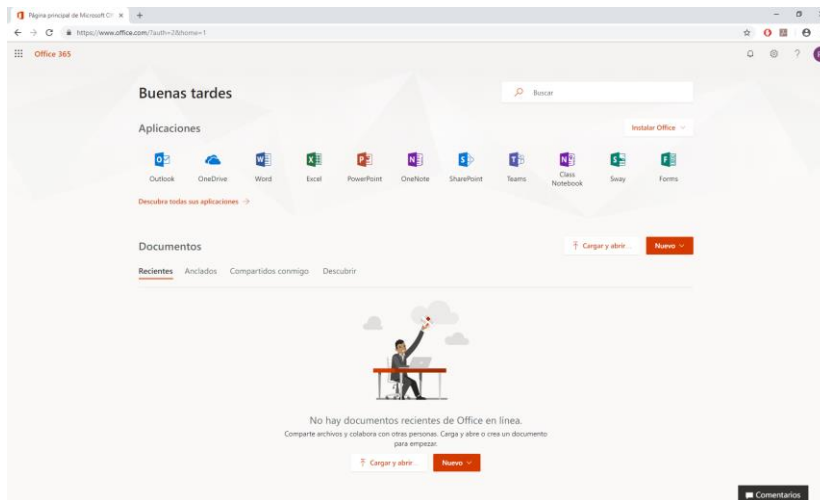 Página principal de Microsoft Of
https://www.office.com/?auth=2&home=1
Office 365
Buenas tardes
Buscar
Aplicaciones
Instalar Office
Outlook OneDrive Word Excel PowerPoint OneNote SharePoint Teams Class Notebook Sway Forms
Descubra todas sus aplicaciones →
Documentos
Cargar y abrir...
Nuevo
Recientes Anclados Compartidos conmigo Descubrir
No hay documentos recientes de Office en línea.
Comparte archivos y colabora con otras personas. Carga y abre o crea un documento
para empezar.
Cargar y abrir...
Nuevo
Comentarios